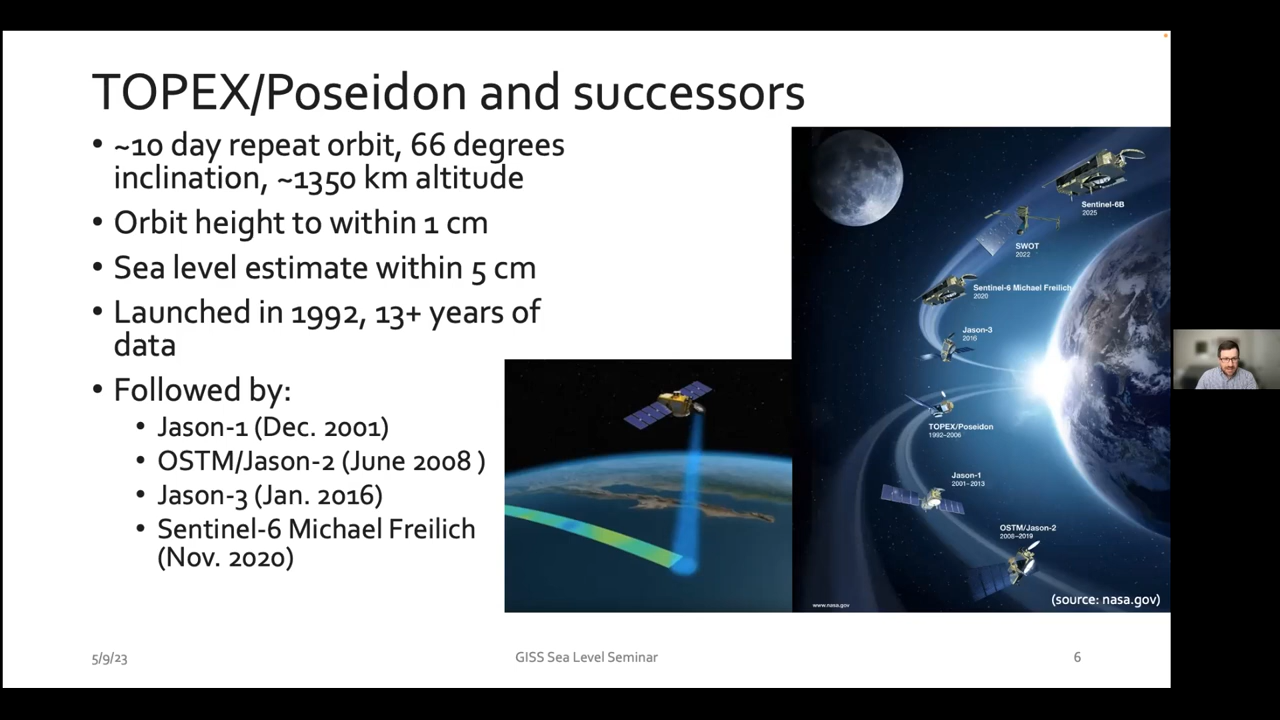 TOPEX/Poseidon and successors
• ~10 day repeat orbit, 66 degrees
inclination, ~1350 km altitude
• Orbit height to within 1 cm
• Sea level estimate within 5 cm
• Launched in 1992, 13+ years of
data
• Followed by:
• Jason-1 (Dec. 2001)
• OSTM/Jason-2 (June 2008 )
• Jason-3 (Jan. 2016)
• Sentinel-6 Michael Freilich
(Nov. 2020)
Sentinel-6B
2025
SWOT
2022
Sentinel-6 Michael Freilich
2020
Jason-3
2016
TOPEX/Poseidon
1992–2006
Jason-1
2001–2013
OSTM/Jason-2
2008–2019
www.nasa.gov
(source: nasa.gov)
5/9/23
GISS Sea Level Seminar
6